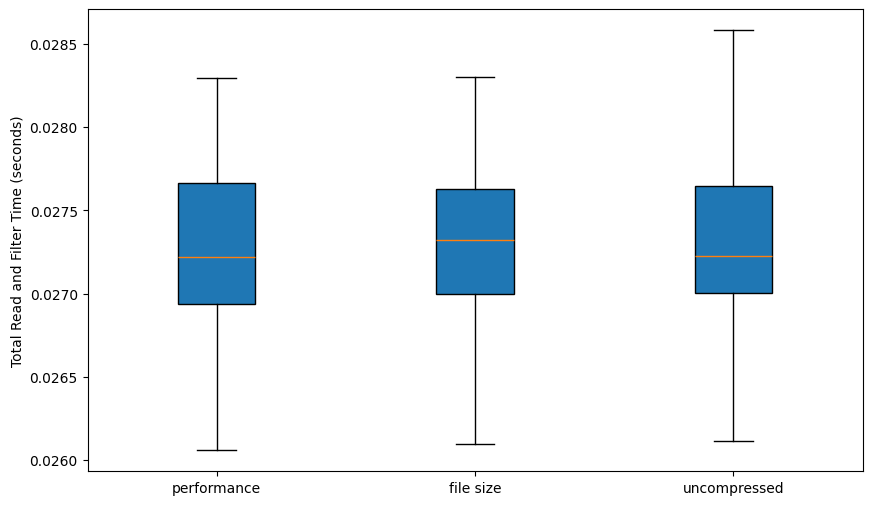 Total Read and Filter Time (seconds)
0.0285
0.0280
0.0275
0.0270
0.0265
0.0260
performance
file size
uncompressed